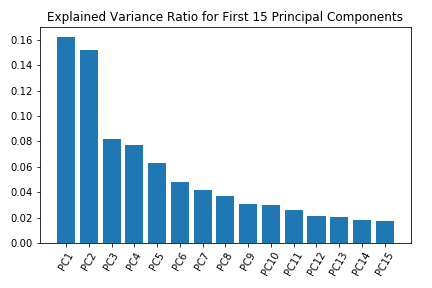 Explained Variance Ratio for First 15 Principal Components
0.16
0.14
0.12
0.10
0.08
0.06
0.04
0.02
0.00
PC1
PC2
PC3
PC4
PC5
PC6
PC7
PC8
PC9
PC10
PC11
PC12
PC13
PC14
PC15